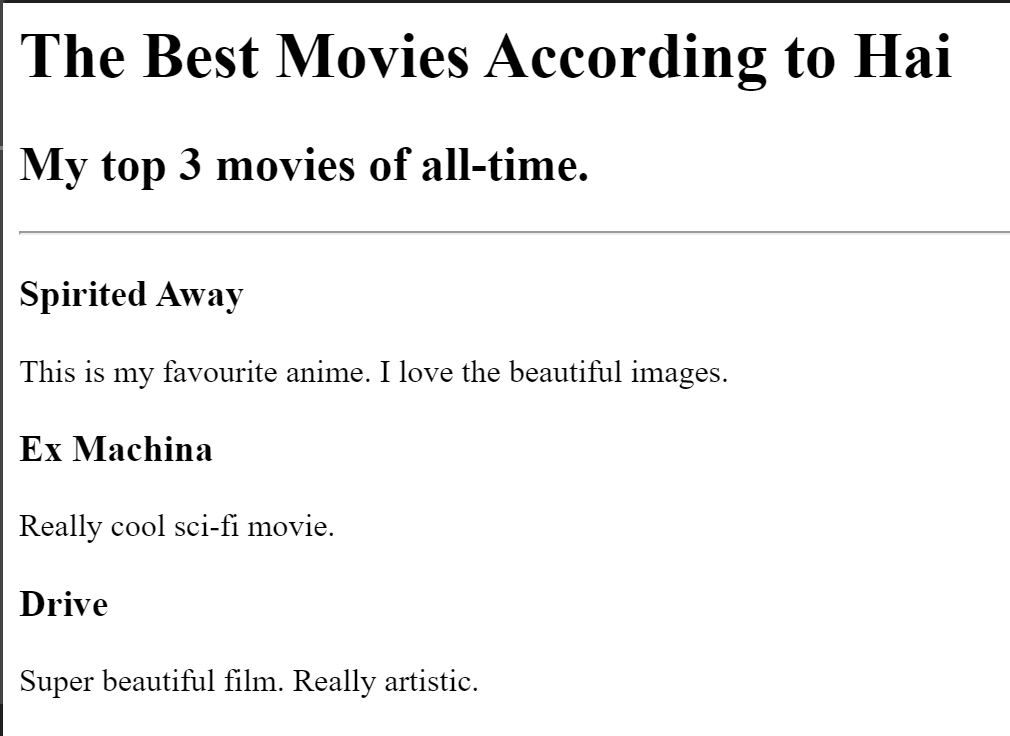 The Best Movies According to Hai
My top 3 movies of all-time.
Spirited Away
This is my favourite anime. I love the beautiful images.
Ex Machina
Really cool sci-fi movie.
Drive
Super beautiful film. Really artistic.